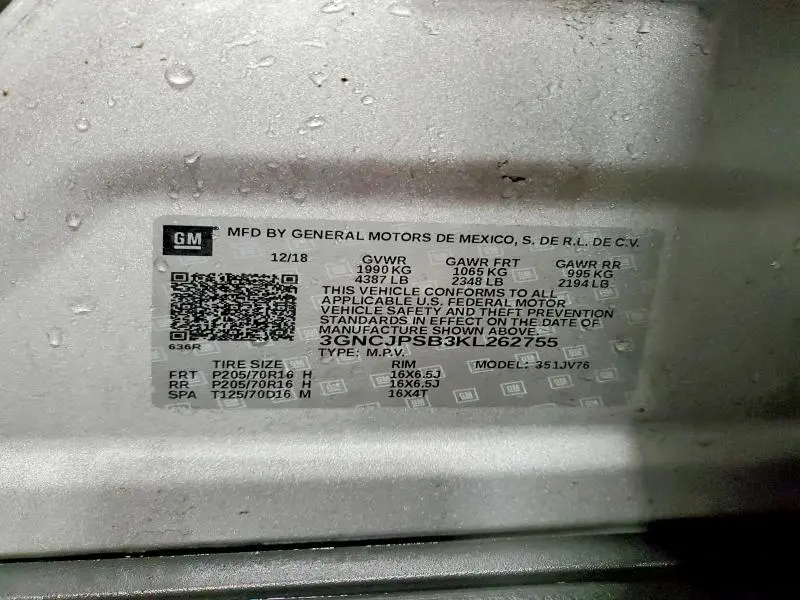 GM MFD BY GENERAL MOTORS DE MEXICO, S. DE R.L. DE C.V.
12/18 GVWR GAWR FRT GAWR RR
1990 KG 1065 KG 995 KG
4387 LB 2348 LB 2194 LB
THIS VEHICLE CONFORMS TO ALL
APPLICABLE U.S. FEDERAL MOTOR
VEHICLE SAFETY AND THEFT PREVENTION
STANDARDS IN EFFECT ON THE DATE OF
MANUFACTURE SHOWN ABOVE.
3GNCJPSB3KL262755
636R
TYPE: M.P.V.
TIRE SIZE RIM MODEL: 351JV76
FRT P205/70R16 H 16X6.5J
RR P205/70R16 H 16X6.5J
SPA T125/70D16 M 16X4T